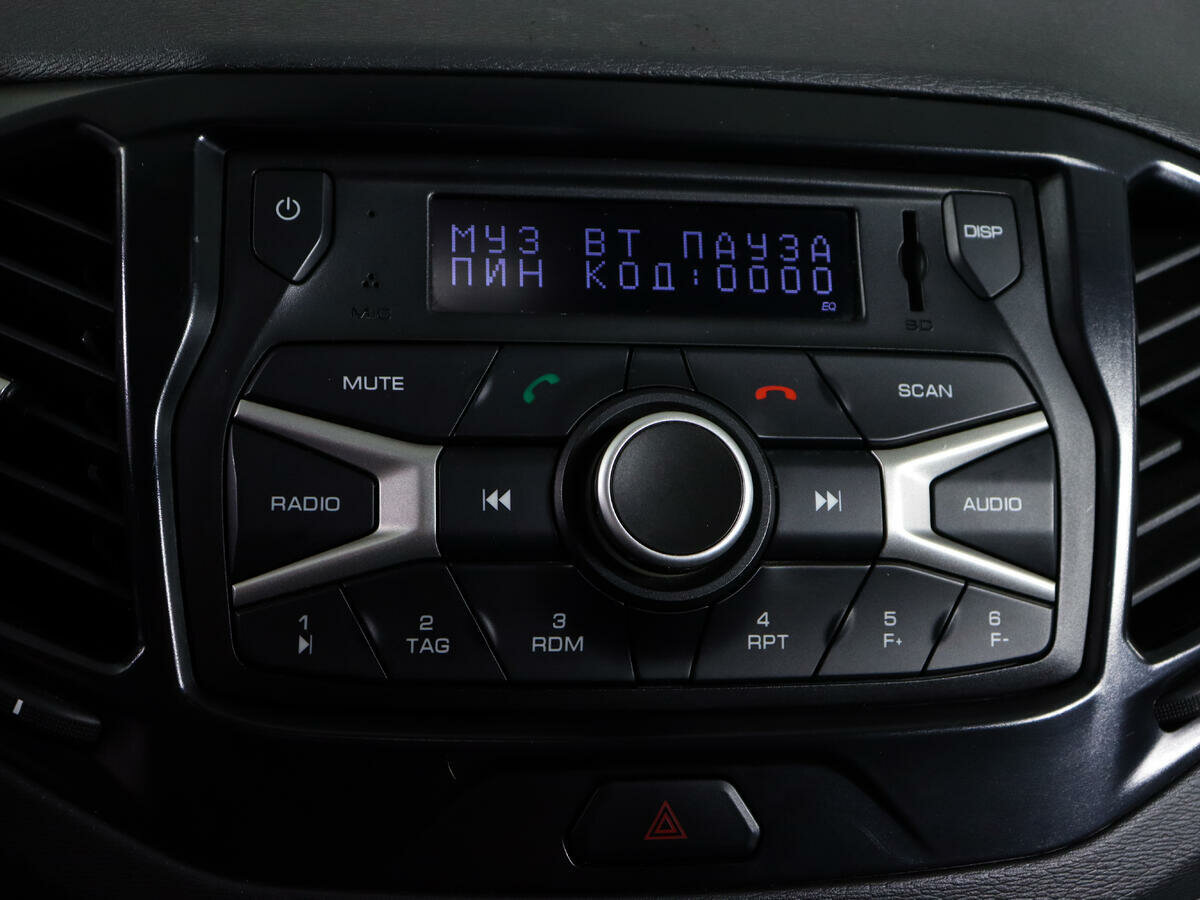 МУЗ ВТ ПАУЗА
ПИН КОД:0000
EQ
DISP
MIC
SD
MUTE
SCAN
RADIO
AUDIO
1
2
TAG
3
RDM
4
RPT
5
F+
6
F-